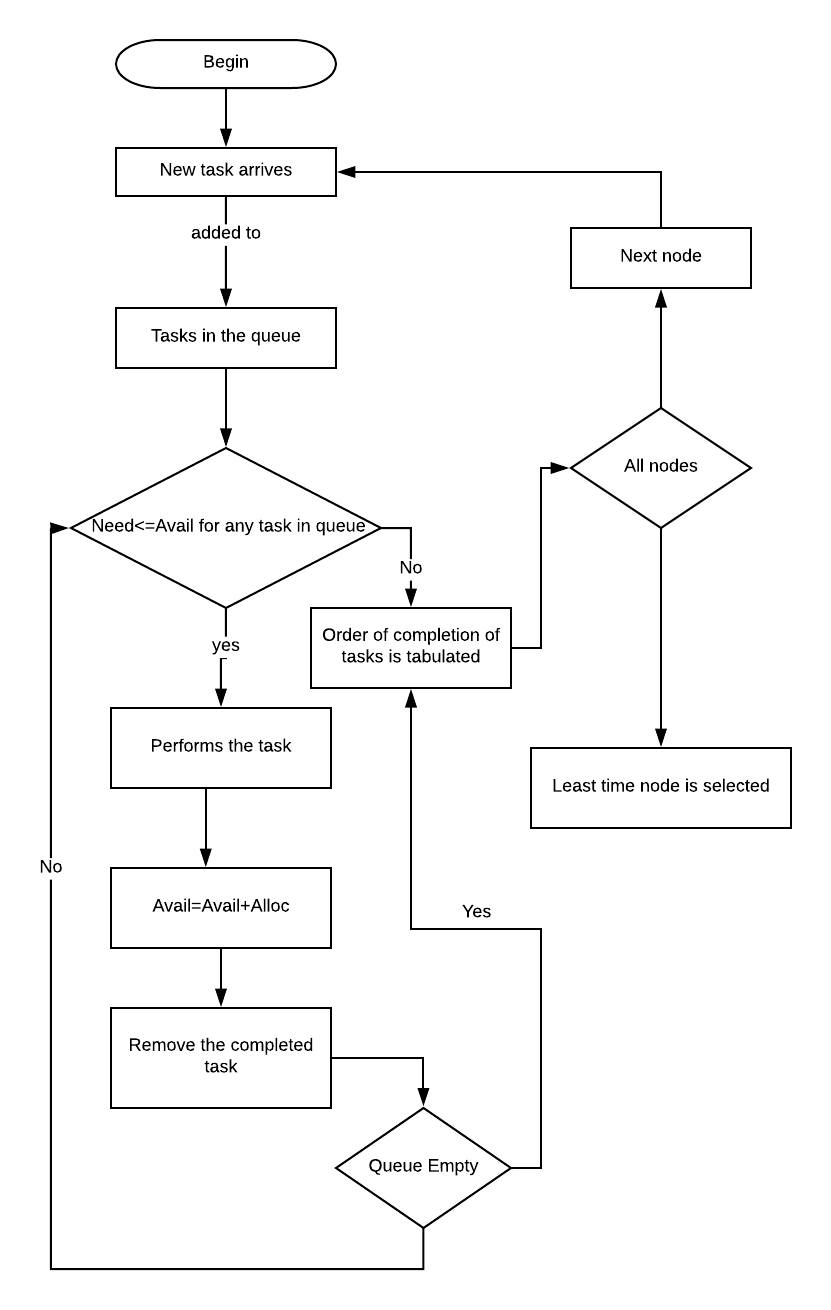 Begin
New task arrives
added to
Next node
Tasks in the queue
All nodes
Need<=Avail for any task in queue
No
yes
Order of completion of
tasks is tabulated
Performs the task
Least time node is selected
No
Avail=Avail+Alloc
Yes
Remove the completed
task
Queue Empty